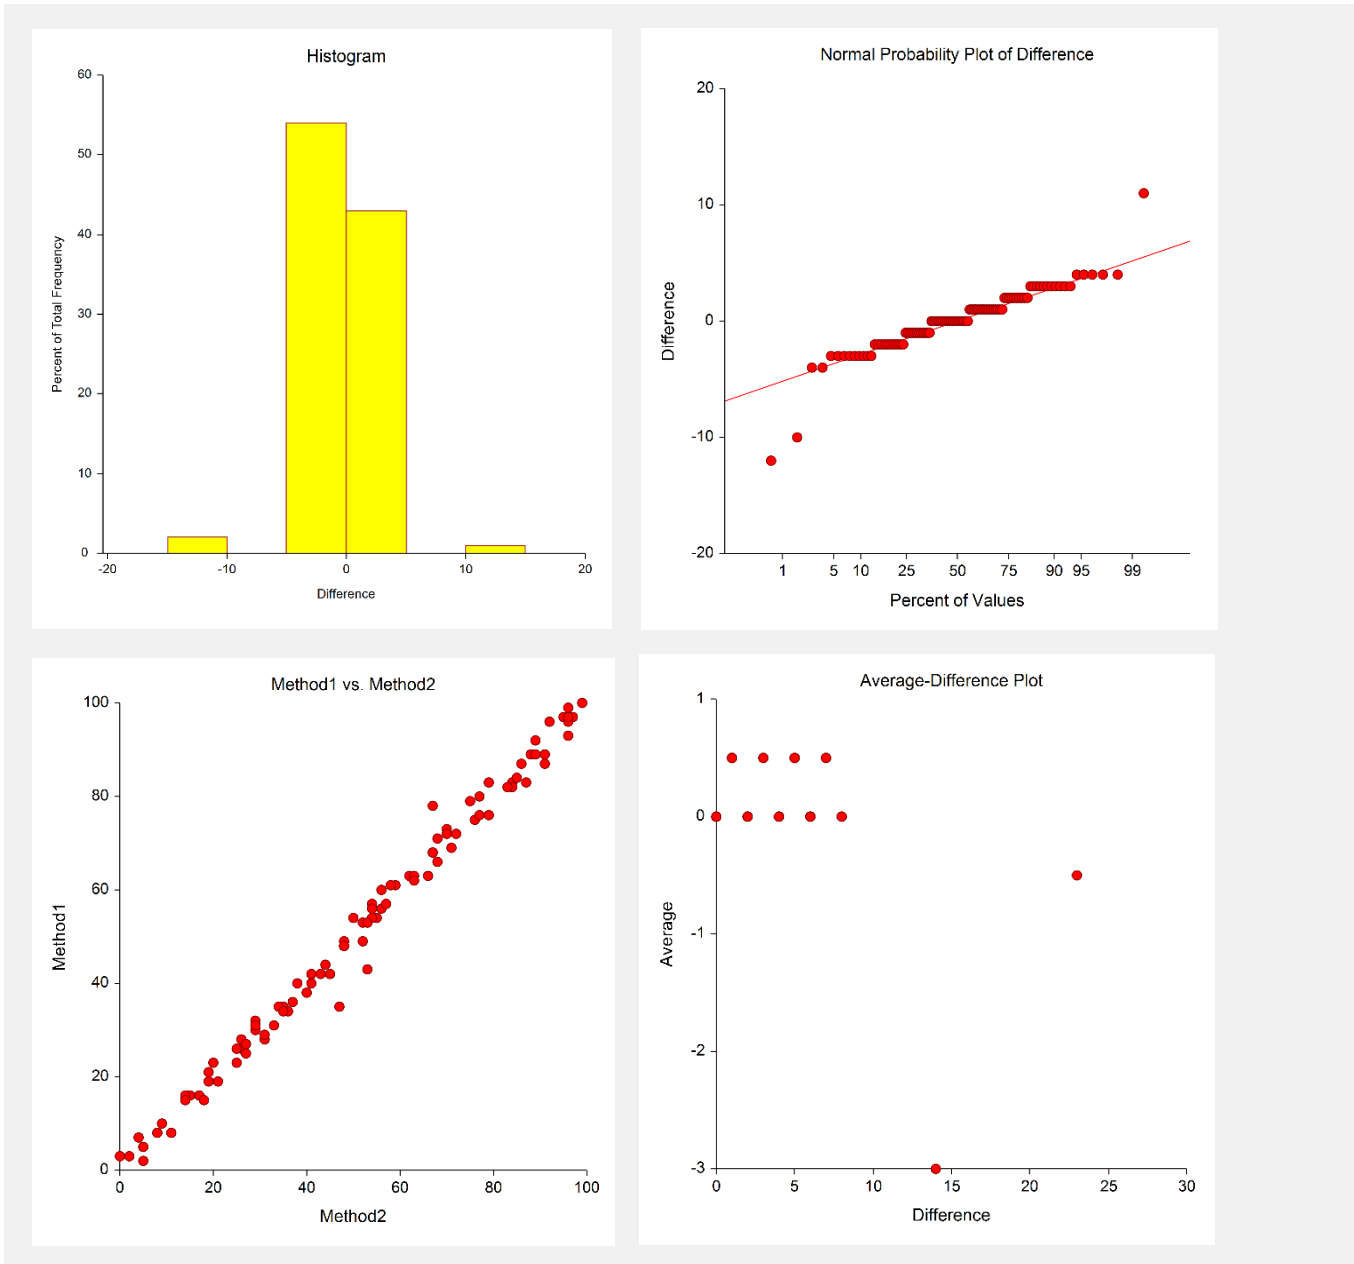 Histogram
60
50
40
30
20
10
0
Percent of Total Frequency
-20 -10 0 10 20
Difference
Normal Probability Plot of Difference
20
10
0
-10
-20
Difference
1 5 10 25 50 75 90 95 99
Percent of Values
Method1 vs. Method2
100
80
60
40
20
0
Method1
0 20 40 60 80 100
Method2
Average-Difference Plot
1
0
-1
-2
-3
Average
0 5 10 15 20 25 30
Difference